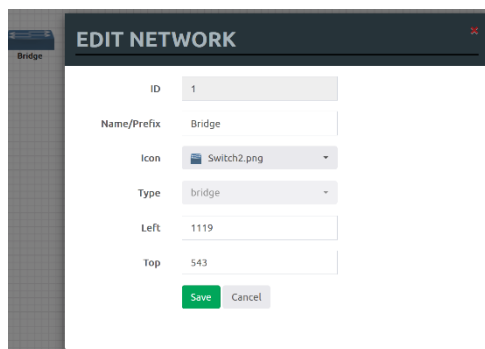 EDIT NETWORK
Bridge
ID 1
Name/Prefix Bridge
Icon Switch2.png
Type bridge
Left 1119
Top 543
Save Cancel